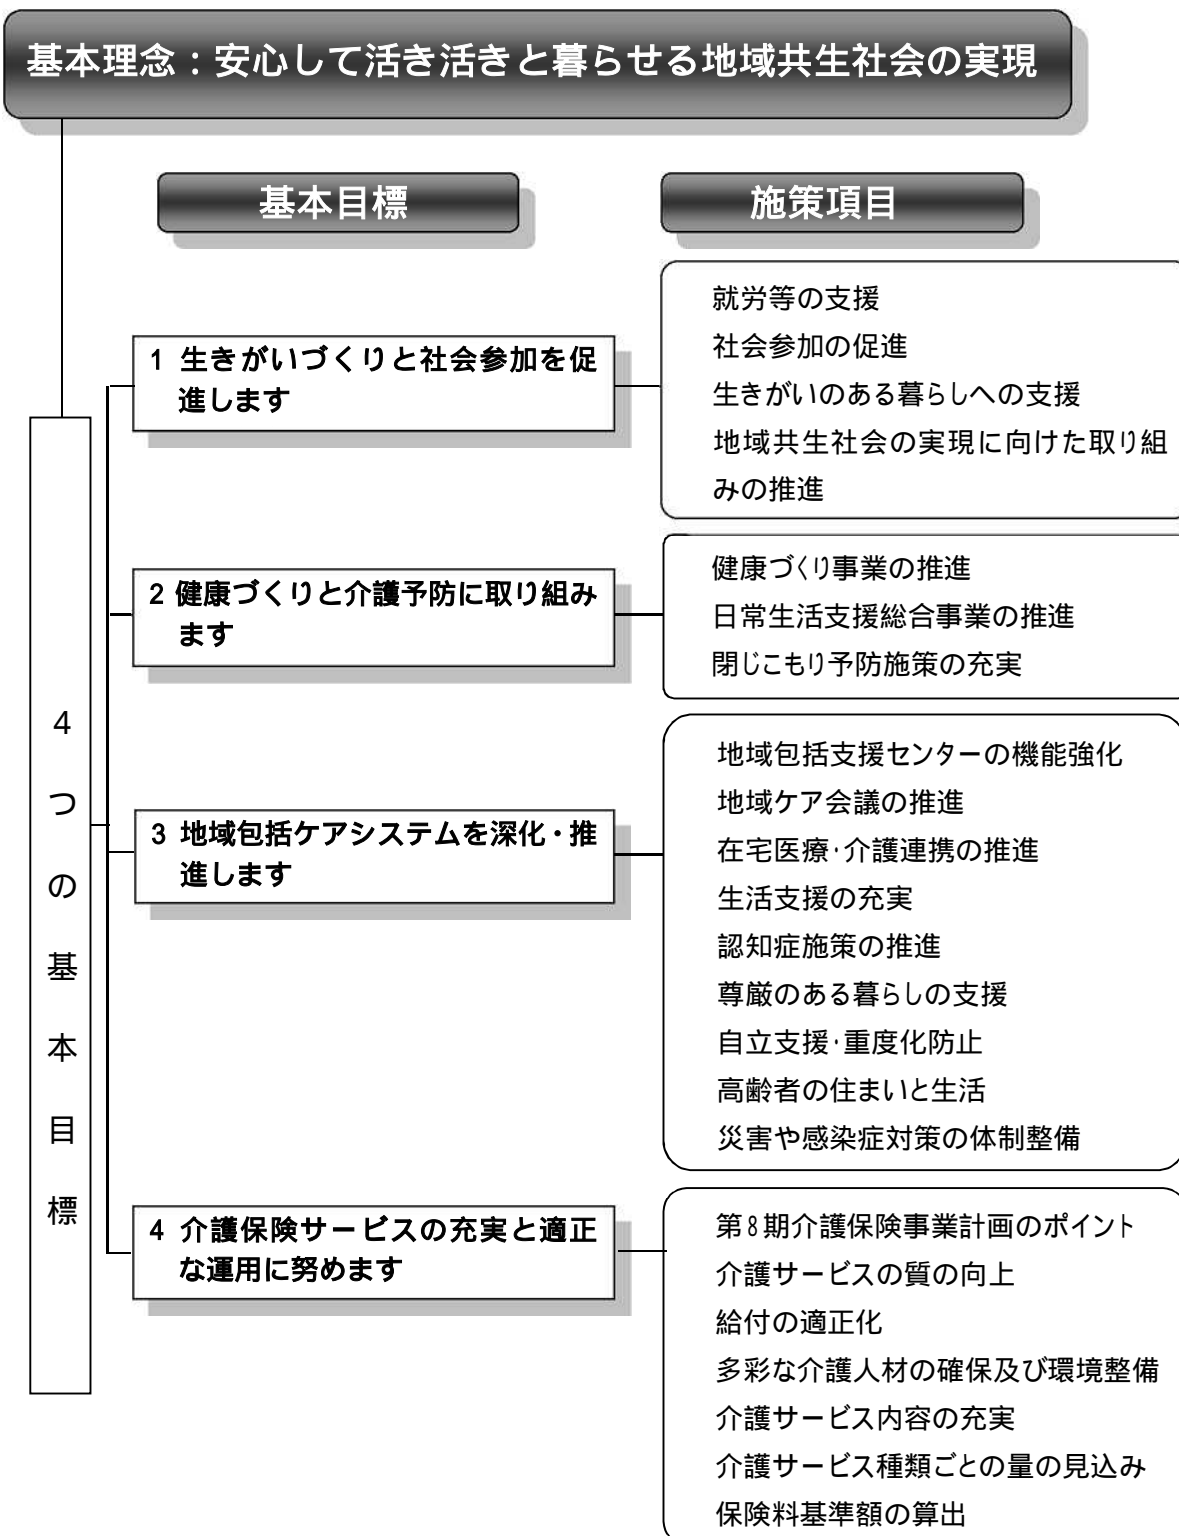 基本理念：安心して活き活きと暮らせる地域共生社会の実現
基本目標
施策項目
4つの基本目標
1 生きがいづくりと社会参加を促
進します
就労等の支援
社会参加の促進
生きがいのある暮らしへの支援
地域共生社会の実現に向けた取り組
みの推進
2 健康づくりと介護予防に取り組み
ます
健康づくり事業の推進
日常生活支援総合事業の推進
閉じこもり予防施策の充実
3 地域包括ケアシステムを深化・推
進します
地域包括支援センターの機能強化
地域ケア会議の推進
在宅医療・介護連携の推進
生活支援の充実
認知症施策の推進
尊厳のある暮らしの支援
自立支援・重度化防止
高齢者の住まいと生活
災害や感染症対策の体制整備
4 介護保険サービスの充実と適正
な運用に努めます
第8期介護保険事業計画のポイント
介護サービスの質の向上
給付の適正化
多彩な介護人材の確保及び環境整備
介護サービス内容の充実
介護サービス種類ごとの量の見込み
保険料基準額の算出